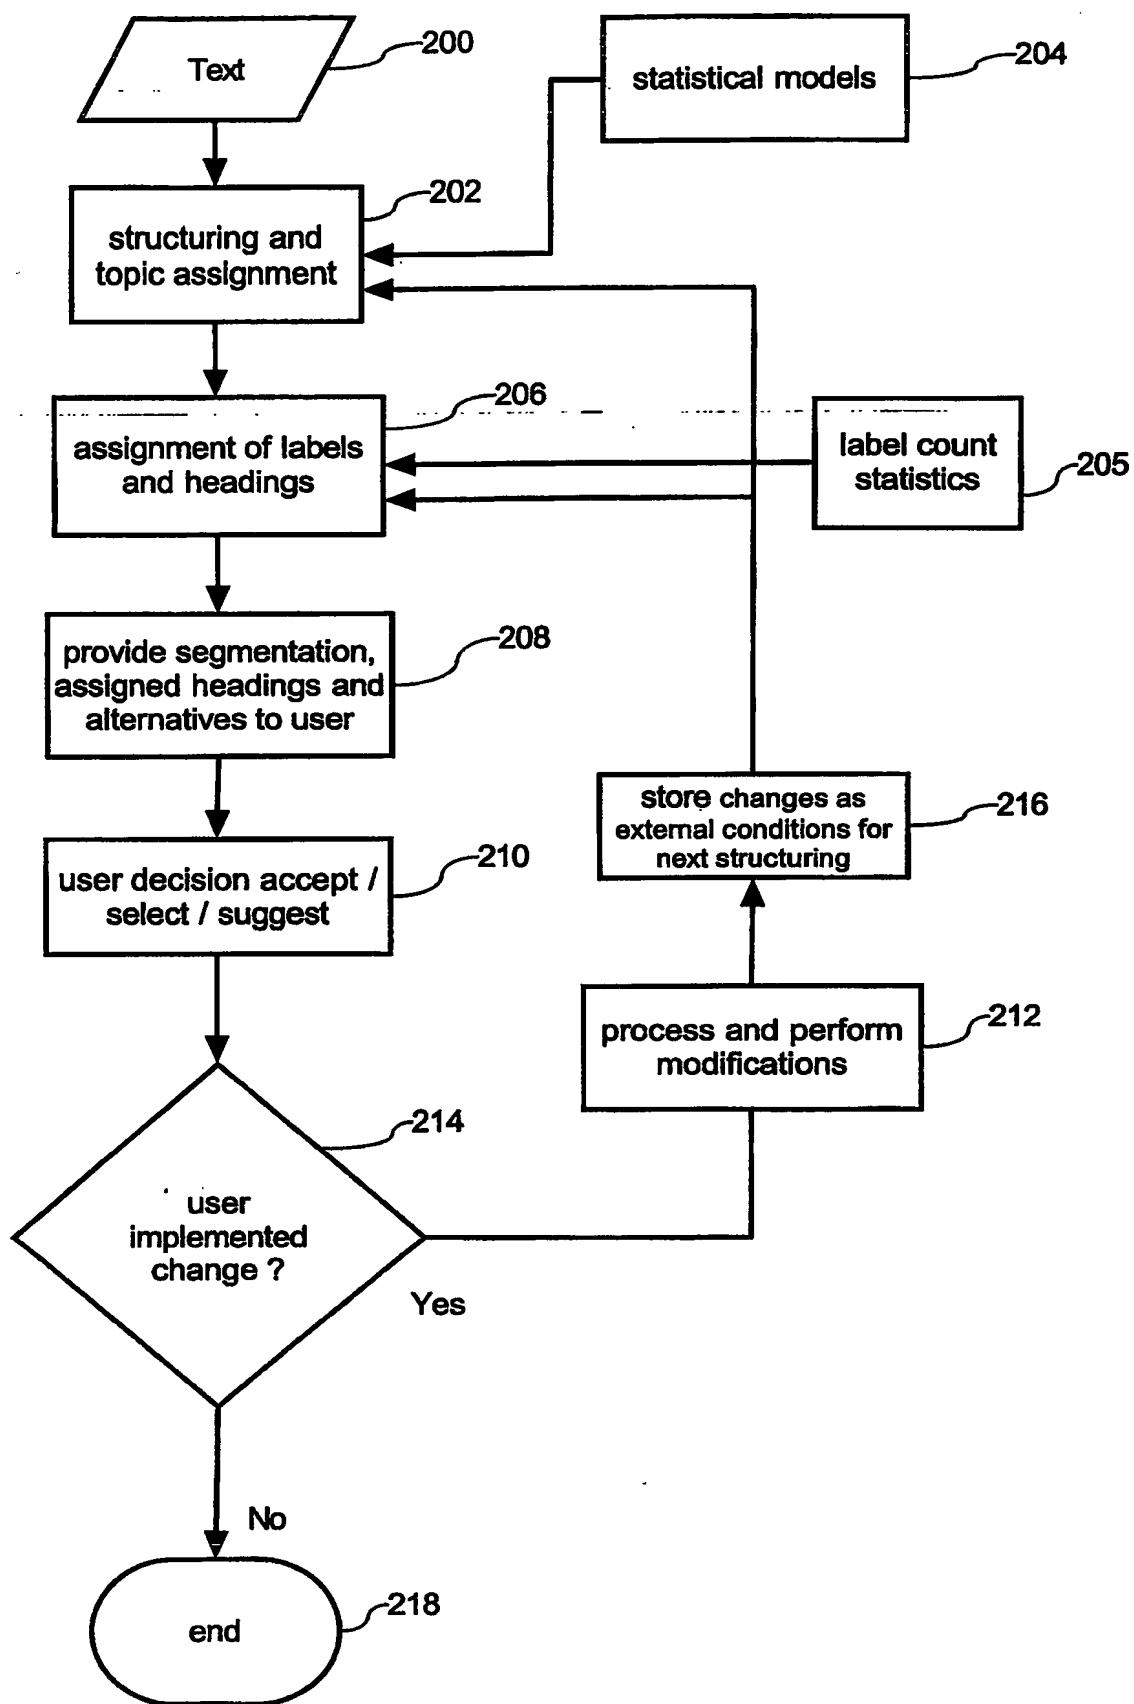 Text
200
statistical models
204
202
structuring and
topic assignment
206
assignment of labels
and headings
label count
statistics
205
provide segmentation,
assigned headings and
alternatives to user
208
store changes as
external conditions for
next structuring
216
user decision accept /
select / suggest
210
process and perform
modifications
212
214
user
implemented
change ?
Yes
No
end
218